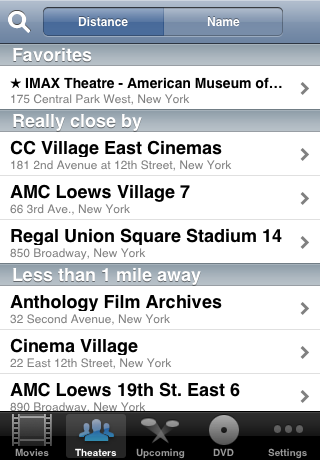 Distance Name
Favorites
★ IMAX Theatre - American Museum of...
175 Central Park West, New York
Really close by
CC Village East Cinemas
181 2nd Avenue at 12th Street, New York
AMC Loews Village 7
66 3rd Ave., New York
Regal Union Square Stadium 14
850 Broadway, New York
Less than 1 mile away
Anthology Film Archives
32 Second Avenue, New York
Cinema Village
22 East 12th Street, New York
AMC Loews 19th St. East 6
890 Broadway, New York
Movies Theaters Upcoming DVD Settings